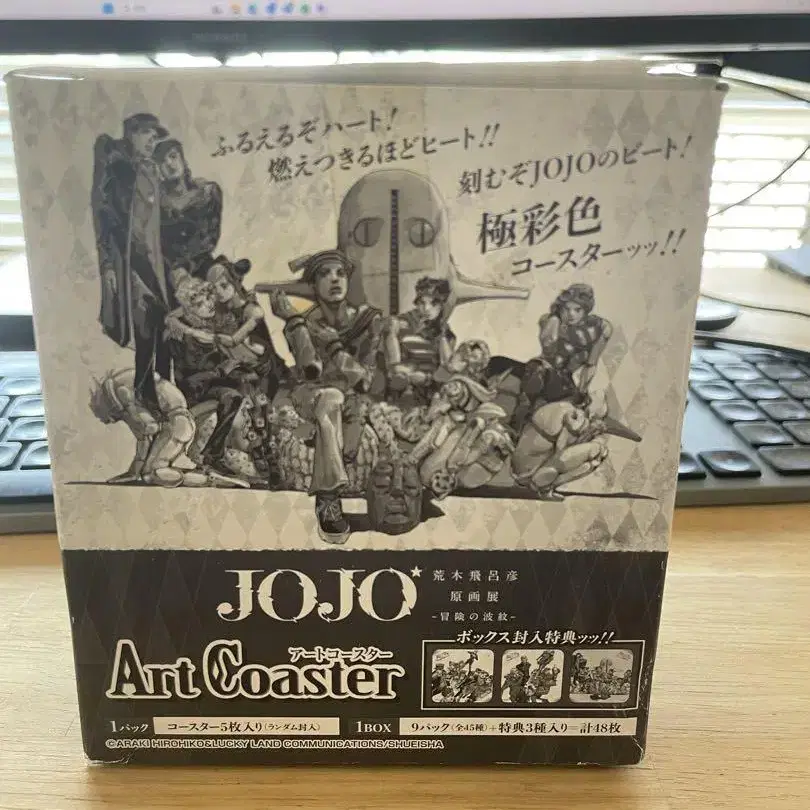 ふるえるぞハート!
燃えつきるほどヒート!!
刻むぞJOJOのビート!
極彩色
コースターッッ!!
JOJO
荒木飛呂彦
原画展
-冒険の波紋-
アートコースター
Art Coaster
ボックス封入特典ッッ!!
1パック コースター5枚入り(ランダム封入) 1BOX 9パック(全45種)+特典3種入り=計48枚
©ARAKI HIROHIKO&LUCKY LAND COMMUNICATIONS/SHUEISHA